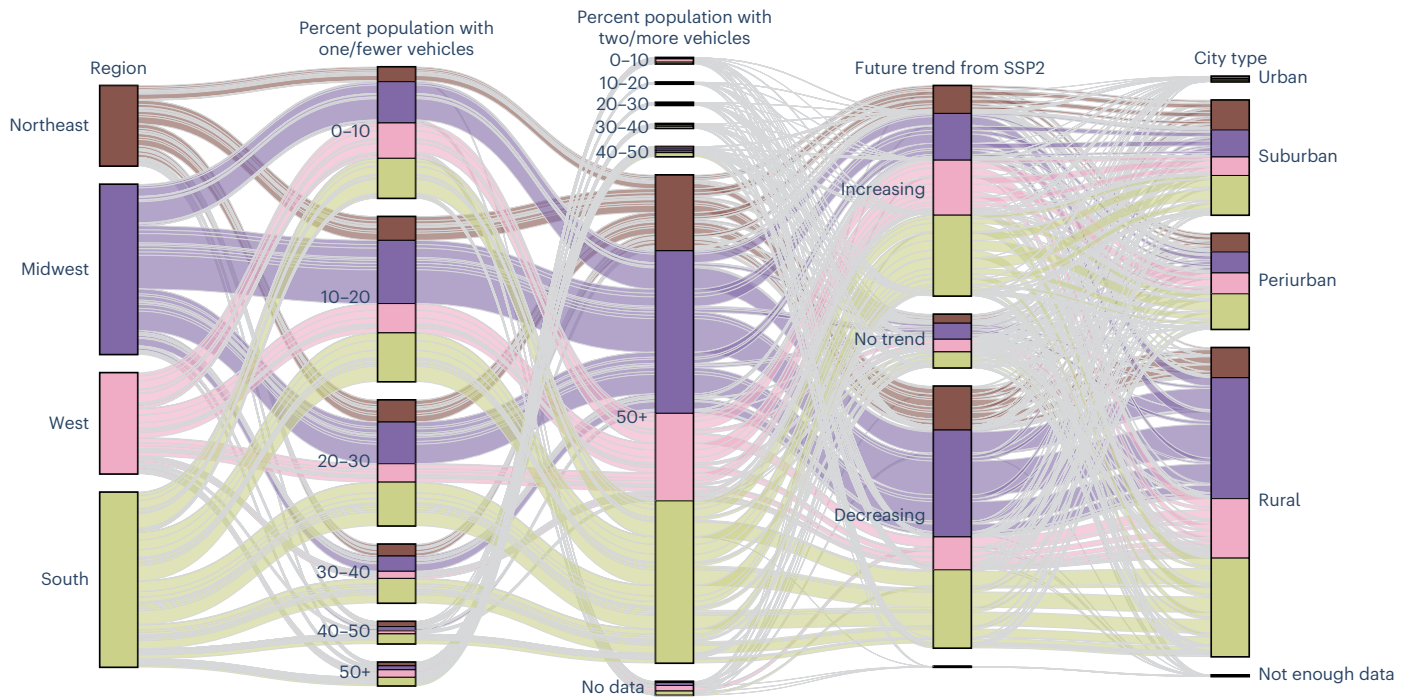 Region
Northeast
Midwest
West
South
Percent population with
one/fewer vehicles
0–10
10–20
20–30
30–40
40–50
50+
Percent population with
two/more vehicles
0–10
10–20
20–30
30–40
40–50
50+
No data
Future trend from SSP2
Increasing
No trend
Decreasing
City type
Urban
Suburban
Periurban
Rural
Not enough data